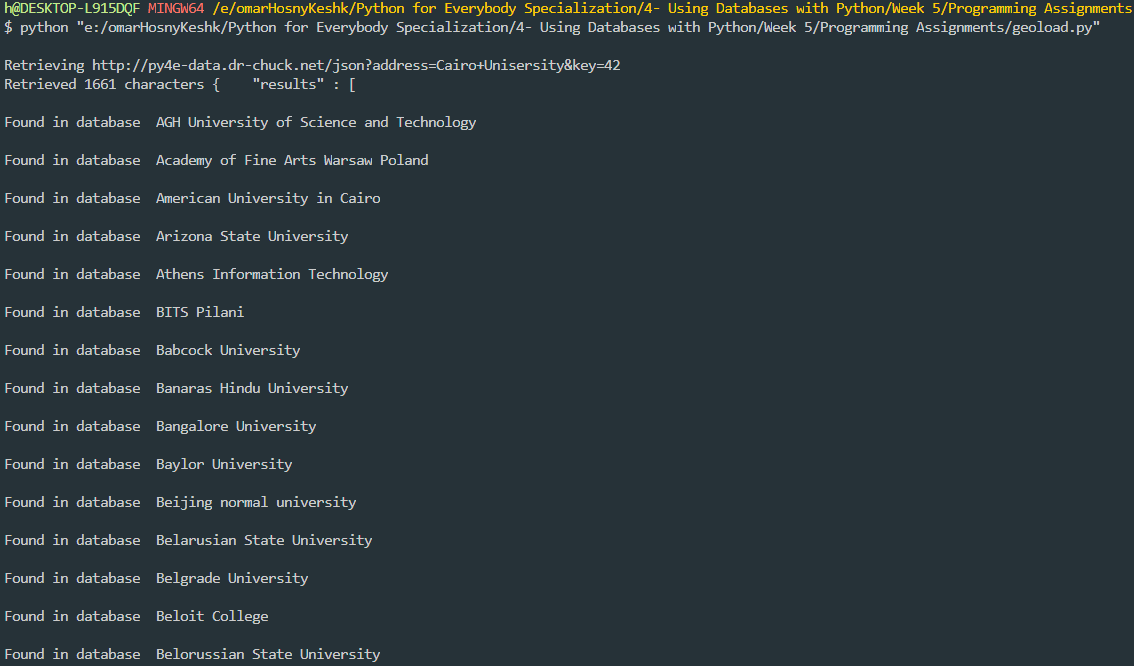 h@DESKTOP-L915DQF MINGW64 /e/omarHosnyKeshk/Python for Everybody Specialization/4- Using Databases with Python/Week 5/Programming Assignments
$ python "e:/omarHosnyKeshk/Python for Everybody Specialization/4- Using Databases with Python/Week 5/Programming Assignments/geoload.py"
Retrieving http://py4e-data.dr-chuck.net/json?address=Cairo+Unisersity&key=42
Retrieved 1661 characters {    "results" : [
Found in database  AGH University of Science and Technology
Found in database  Academy of Fine Arts Warsaw Poland
Found in database  American University in Cairo
Found in database  Arizona State University
Found in database  Athens Information Technology
Found in database  BITS Pilani
Found in database  Babcock University
Found in database  Banaras Hindu University
Found in database  Bangalore University
Found in database  Baylor University
Found in database  Beijing normal university
Found in database  Belarusian State University
Found in database  Belgrade University
Found in database  Beloit College
Found in database  Belorussian State University